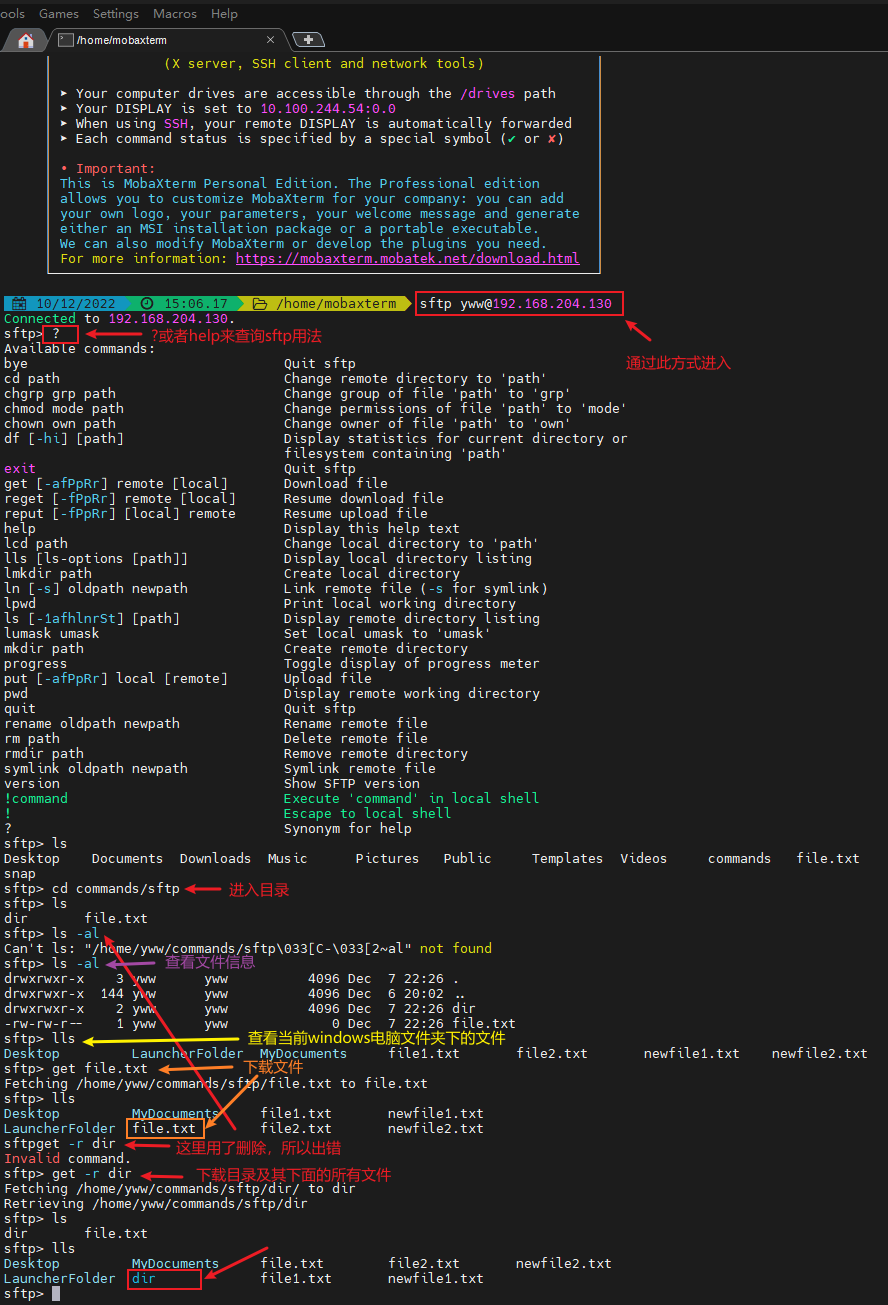 ools Games Settings Macros Help
/home/mobaxterm
(X server, SSH client and network tools)
➤ Your computer drives are accessible through the /drives path
➤ Your DISPLAY is set to 10.100.244.54:0.0
➤ When using SSH, your remote DISPLAY is automatically forwarded
➤ Each command status is specified by a special symbol (✔ or ✘)
• Important:
This is MobaXterm Personal Edition. The Professional edition
allows you to customize MobaXterm for your company: you can add
your own logo, your parameters, your welcome message and generate
either an MSI installation package or a portable executable.
We can also modify MobaXterm or develop the plugins you need.
For more information: https://mobaxterm.mobatek.net/download.html
10/12/2022 15:06.17 /home/mobaxterm sftp yww@192.168.204.130
Connected to 192.168.204.130.
sftp> ? ?或者help来查询sftp用法
通过此方式进入
Available commands:
bye Quit sftp
cd path Change remote directory to 'path'
chgrp grp path Change group of file 'path' to 'grp'
chmod mode path Change permissions of file 'path' to 'mode'
chown own path Change owner of file 'path' to 'own'
df [-hi] [path] Display statistics for current directory or
filesystem containing 'path'
exit Quit sftp
get [-afPpRr] remote [local] Download file
reget [-fPpRr] remote [local] Resume download file
reput [-fPpRr] [local] remote Resume upload file
help Display this help text
lcd path Change local directory to 'path'
lls [ls-options [path]] Display local directory listing
lmkdir path Create local directory
ln [-s] oldpath newpath Link remote file (-s for symlink)
lpwd Print local working directory
ls [-1afhlnrSt] [path] Display remote directory listing
lumask umask Set local umask to 'umask'
mkdir path Create remote directory
progress Toggle display of progress meter
put [-afPpRr] local [remote] Upload file
pwd Display remote working directory
quit Quit sftp
rename oldpath newpath Rename remote file
rm path Delete remote file
rmdir path Remove remote directory
symlink oldpath newpath Symlink remote file
version Show SFTP version
!command Execute 'command' in local shell
! Escape to local shell
? Synonym for help
sftp> ls
Desktop Documents Downloads Music Pictures Public Templates Videos commands file.txt
snap
sftp> cd commands/sftp 进入目录
sftp> ls
dir file.txt
sftp> ls -al
Can't ls: "/home/yww/commands/sftp\033[C-\033[2~al" not found
sftp> ls -al 查看文件信息
drwxrwxr-x 3 yww yww 4096 Dec 7 22:26 .
drwxrwxr-x 144 yww yww 4096 Dec 6 20:02 ..
drwxrwxr-x 2 yww yww 4096 Dec 7 22:26 dir
-rw-rw-r-- 1 yww yww 0 Dec 7 22:26 file.txt
sftp> lls 查看当前windows电脑文件夹下的文件
Desktop LauncherFolder MyDocuments file1.txt file2.txt newfile1.txt newfile2.txt
sftp> get file.txt 下载文件
Fetching /home/yww/commands/sftp/file.txt to file.txt
sftp> lls
Desktop MyDocuments file1.txt newfile1.txt
LauncherFolder file.txt file2.txt newfile2.txt
sftpget -r dir 这里用了删除，所以出错
Invalid command.
sftp> get -r dir 下载目录及其下面的所有文件
Fetching /home/yww/commands/sftp/dir/ to dir
Retrieving /home/yww/commands/sftp/dir
sftp> ls
dir file.txt
sftp> lls
Desktop MyDocuments file.txt file2.txt newfile2.txt
LauncherFolder dir file1.txt newfile1.txt
sftp>